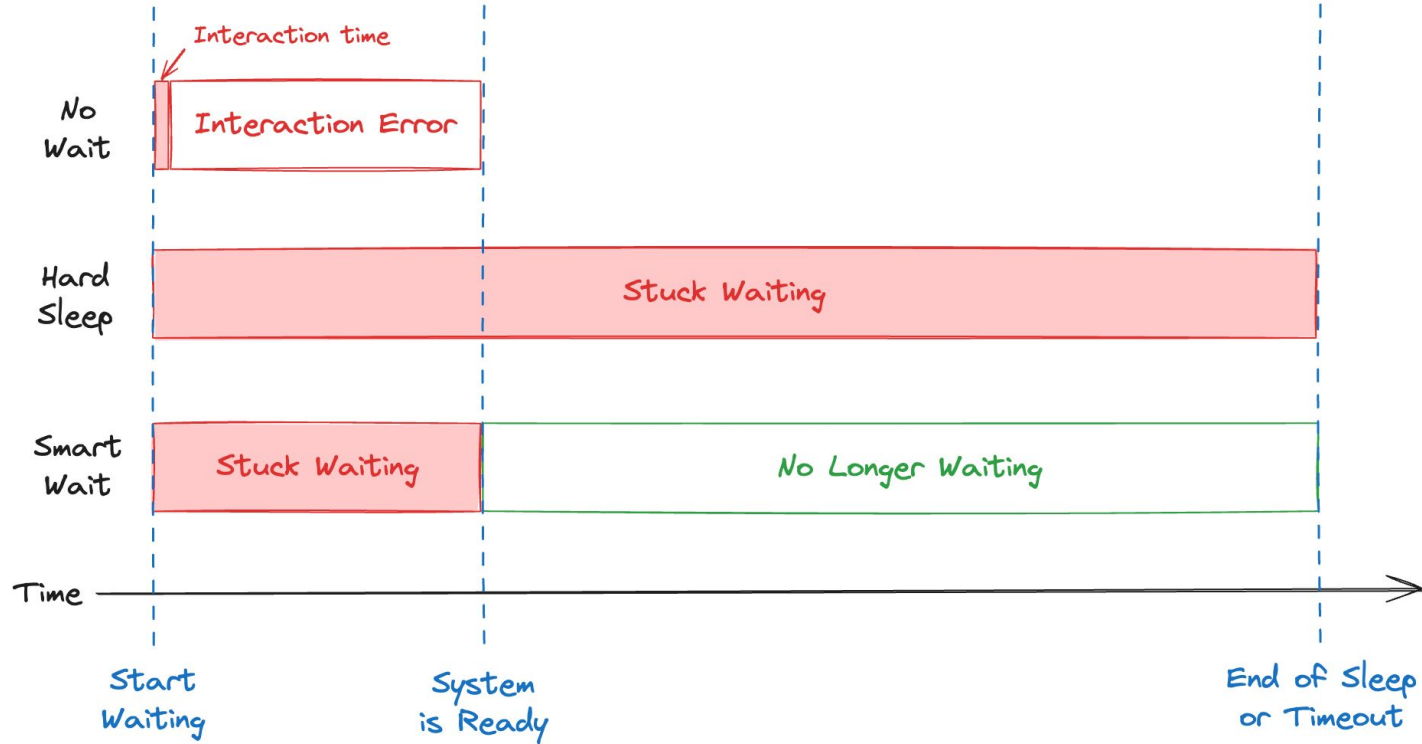 Interaction time
No
Wait
Interaction Error
Hard
Sleep
Stuck Waiting
Smart
Wait
Stuck Waiting
No Longer Waiting
Time
Start
Waiting
System
is Ready
End of Sleep
or Timeout